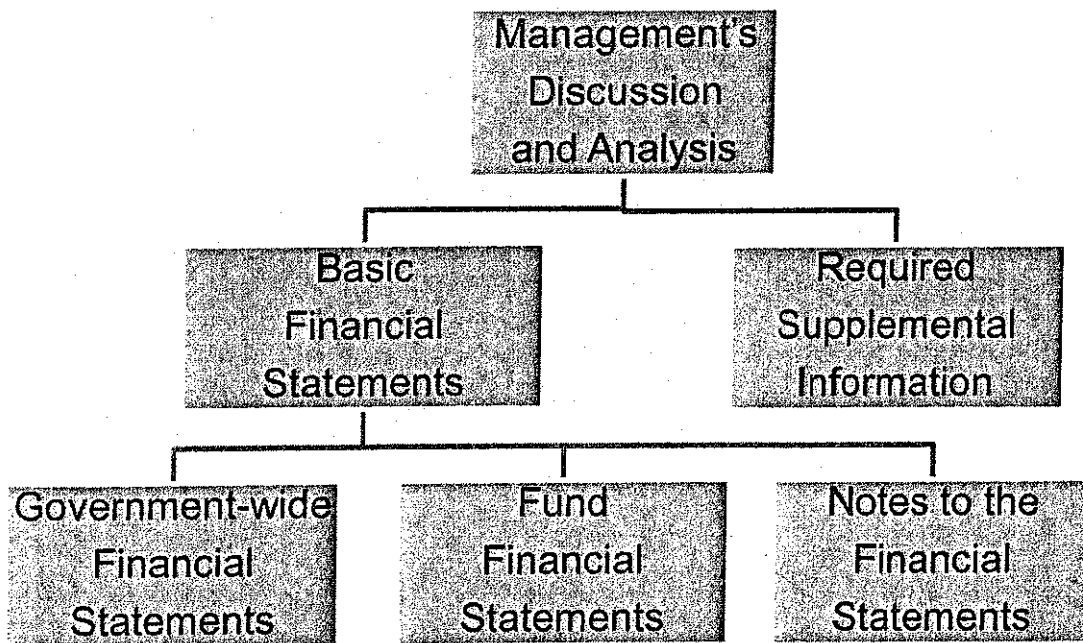 Management's
Discussion
and Analysis
Basic
Financial
Statements
Required
Supplemental
Information
Government-wide
Financial
Statements
Fund
Financial
Statements
Notes to the
Financial
Statements